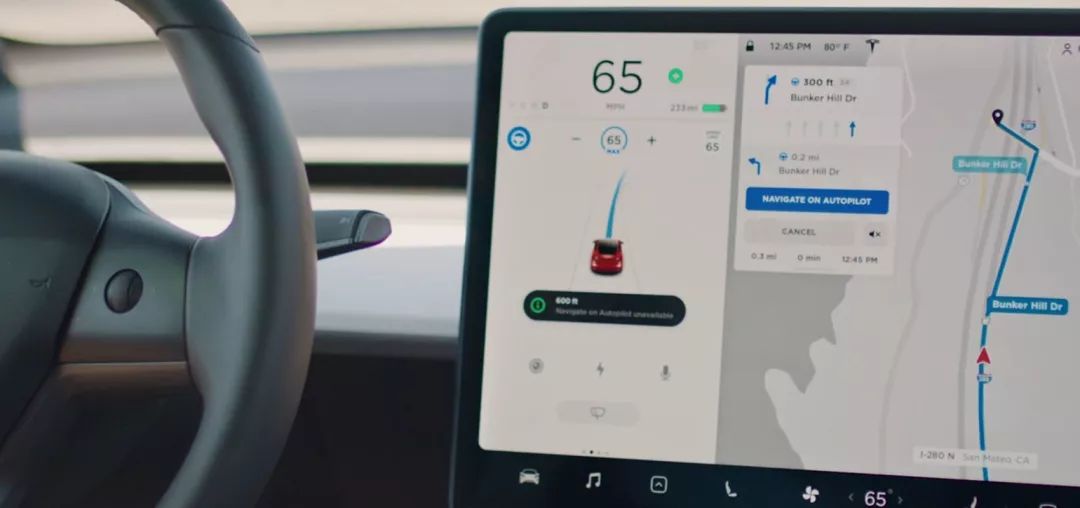 65
MPH
D
233 mi
65
MAX
65
600 ft
Navigate on Autopilot unavailable
12:45 PM 80° F
300 ft
Bunker Hill Dr
0.2 mi
Bunker Hill Dr
NAVIGATE ON AUTOPILOT
CANCEL
0.3 mi 0 min 12:45 PM
Bunker Hill Dr
Bunker Hill Dr
I-280 N San Mateo, CA
65°